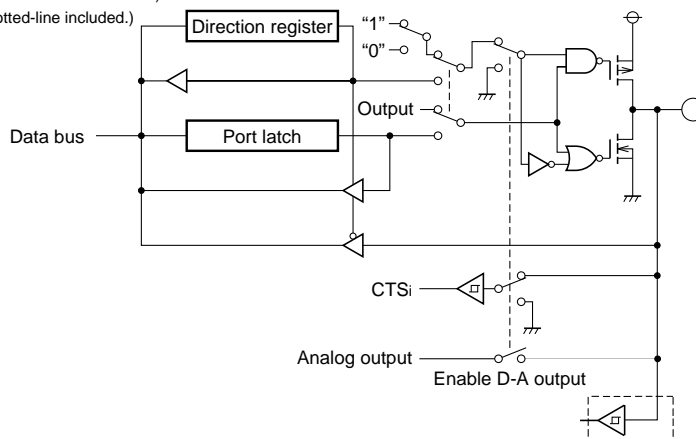 otted-line included.)
Direction register
“1”
“0”
Output
Data bus
Port latch
CTSi
Analog output
Enable D-A output